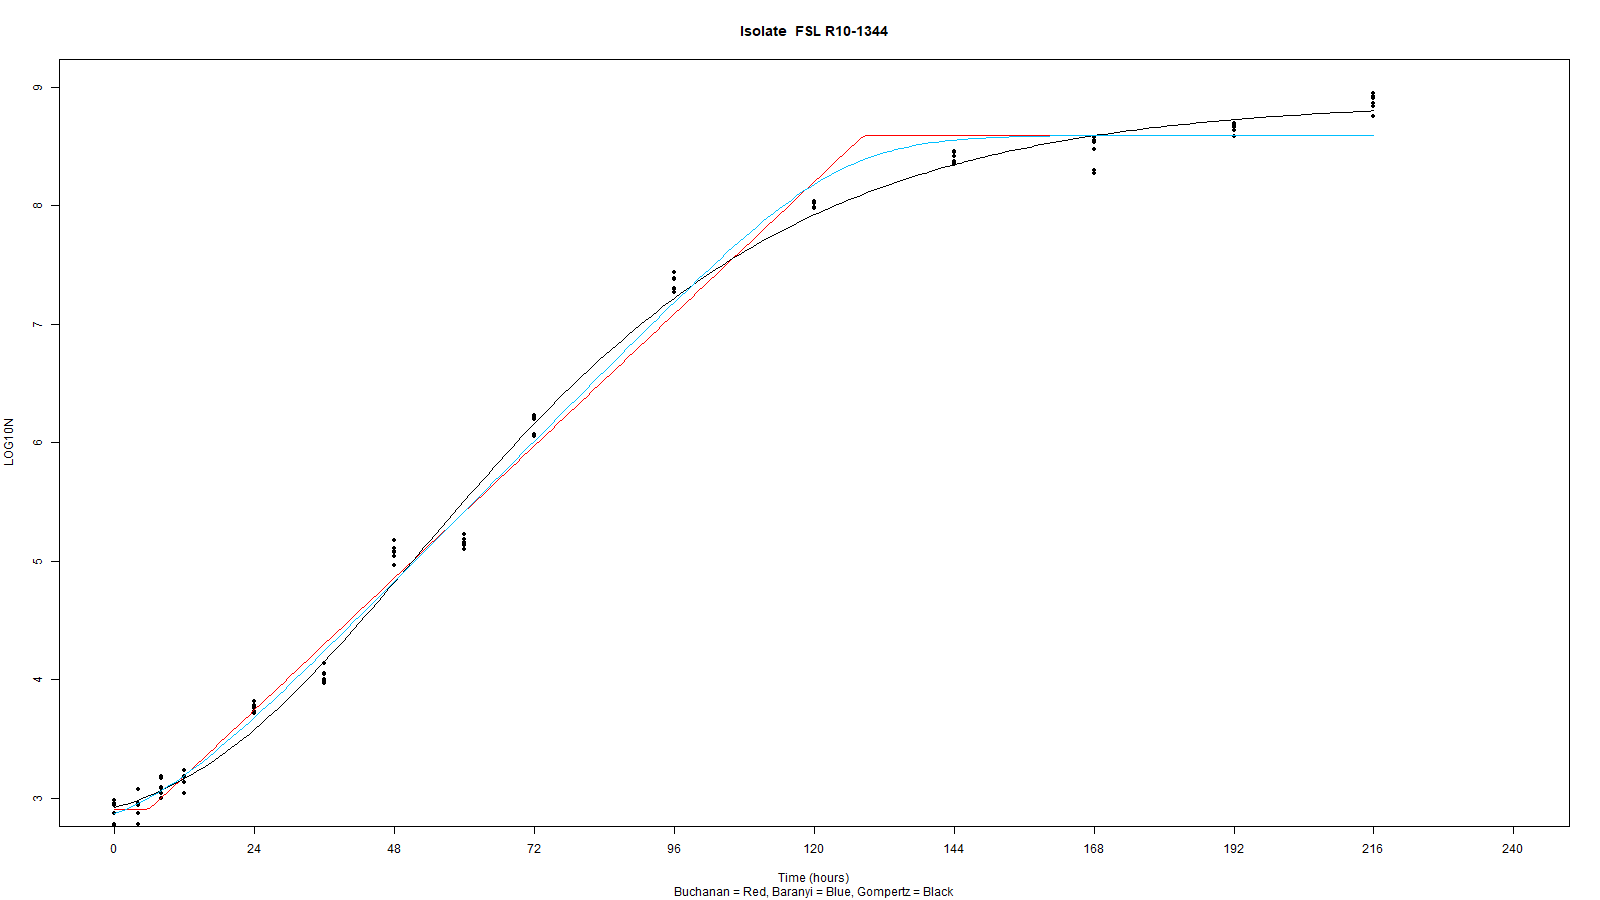 Isolate  FSL R10-1344
9
8
7
6
5
4
3
LOG10N
0 24 48 72 96 120 144 168 192 216 240
Time (hours)
Buchanan = Red, Baranyi = Blue, Gompertz = Black